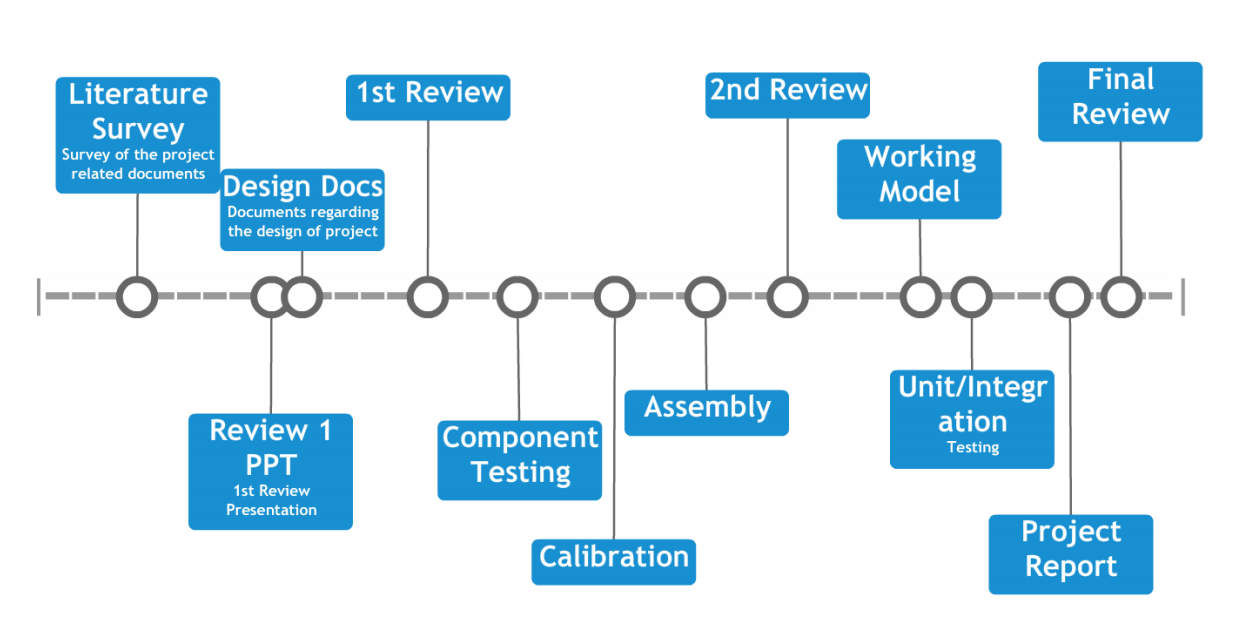 Literature
Survey
Survey of the project
related documents
Review 1
PPT
1st Review
Presentation
Design Docs
Documents regarding
the design of project
1st Review
Component
Testing
Calibration
Assembly
2nd Review
Working
Model
Unit/Integr
ation
Testing
Project
Report
Final
Review